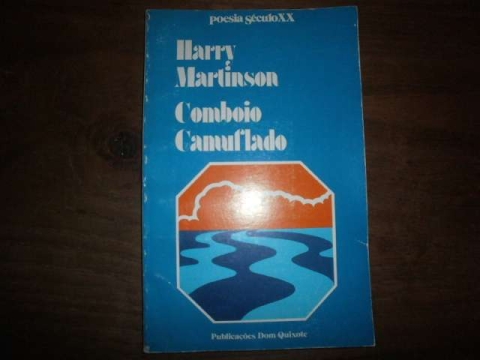 poesia séculoXX
Harry
Martinson
Comboio
Camuflado
Publicações Dom Quixote